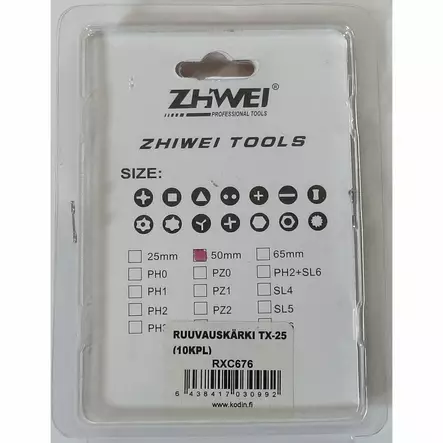 ZHWEI®
PROFESSIONAL TOOLS
ZHIWEI TOOLS
SIZE:
25mm 50mm 65mm
PH0 PZ0 PH2+SL6
PH1 PZ1 SL4
PH2 PZ2 SL5
RUUVAUSKÄRKI TX-25
(10KPL)
RXC676
5 438417 030992
www.kodin.fi